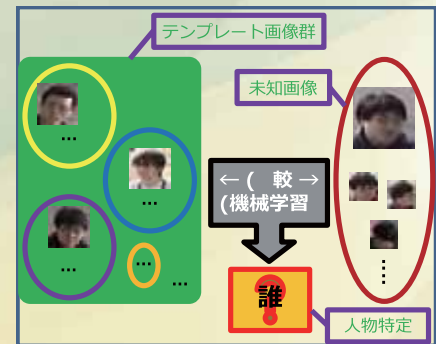 テンプレート画像群
未知画像
...
...
...
...
...
← ( 較 →
(機械学習
誰
?
人物特定